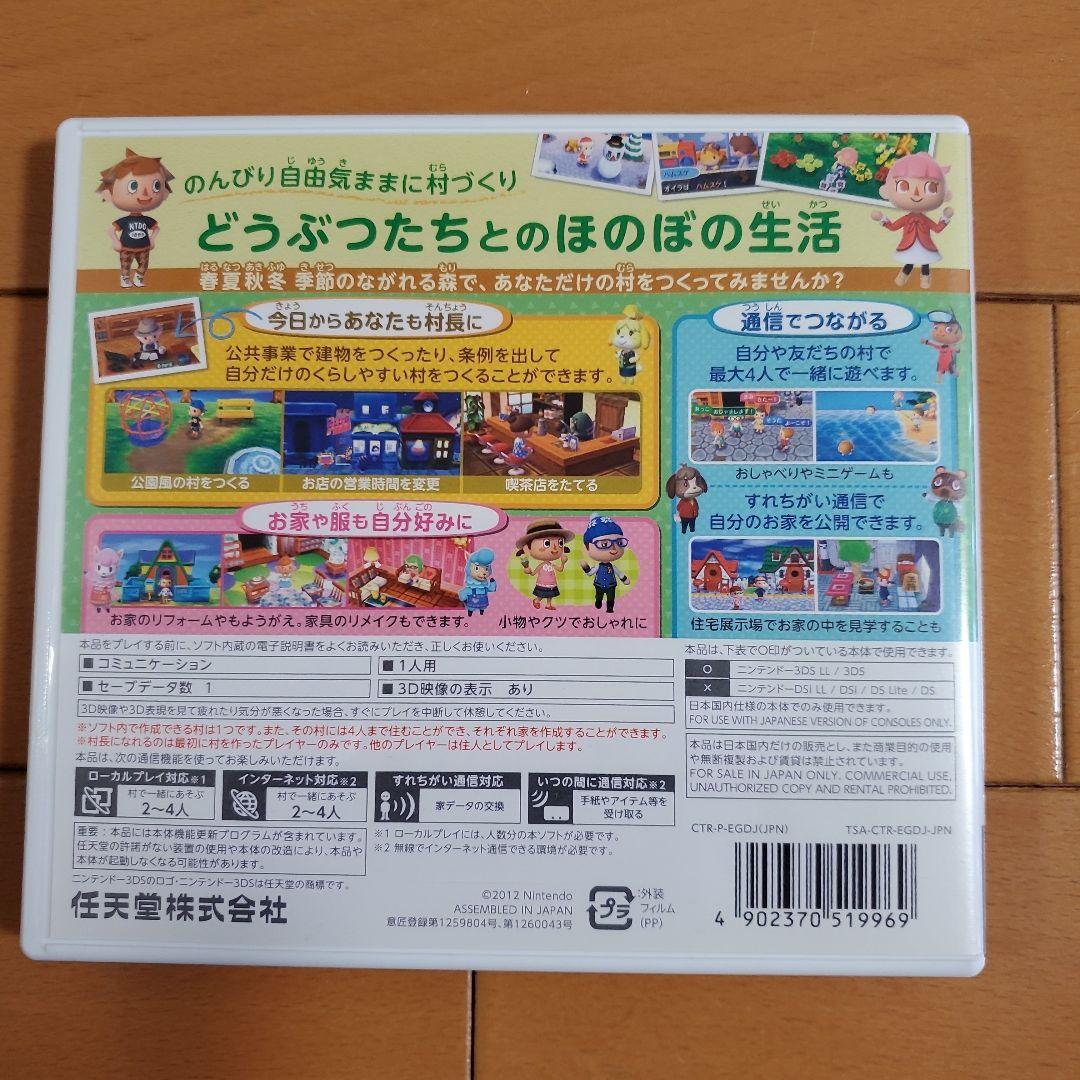 のんびり自由気ままに村づくり
どうぶつたちとのほのぼの生活
春夏秋冬 季節のながれる森で、あなただけの村をつくってみませんか?
NTDO
ハムスケ
オイラは ハムスケ!
今日からあなたも村長に
公共事業で建物をつくったり、条例を出して
自分だけのくらしやすい村をつくることができます。
公園風の村をつくる
お店の営業時間を変更
喫茶店をたてる
お家や服も自分好みに
お家のリフォームやもようがえ。家具のリメイクもできます。
小物やクツでおしゃれに
通信でつながる
自分や友だちの村で
最大4人で一緒に遊べます。
おしゃべりやミニゲームも
すれちがい通信で
自分のお家を公開できます。
住宅展示場でお家の中を見学することも
本品をプレイする前に、ソフト内蔵の電子説明書をよくお読みいただき、正しくお使いください。
■コミュニケーション
■1人用
■セーブデータ数 1
■3D映像の表示 あり
3D映像や3D表現を見て疲れたり気分が悪くなった場合、すぐにプレイを中断して休憩してください。
※ソフト内で作成できる村は1つです。また、その村には4人まで住むことができ、それぞれ家を作成することができます。
※村長になれるのは最初に村を作ったプレイヤーのみです。他のプレイヤーは住人としてプレイします。
本品は、次の通信機能を使ってお楽しみいただけます。
ローカルプレイ対応※1
村で一緒にあそぶ
2〜4人
インターネット対応※2
村で一緒にあそぶ
2〜4人
すれちがい通信対応
家データの交換
いつの間に通信対応※2
手紙やアイテム等を
受け取る
※1 ローカルプレイには、人数分の本ソフトが必要です。
※2 無線でインターネット通信できる環境が必要です。
重要:本品には本体機能更新プログラムが含まれています。
任天堂の許諾がない装置の使用や本体の改造により、本品や
本体が起動しなくなる可能性があります。
ニンテンドー3DSのロゴ・ニンテンドー3DSは任天堂の商標です。
任天堂株式会社
©2012 Nintendo
ASSEMBLED IN JAPAN
意匠登録第1259804号、第1260043号
プラ
:外装
フィルム
(PP)
本品は、下表で〇印がついている本体で使用できます。
〇 ニンテンドー3DS LL / 3DS
× ニンテンドーDSi LL / DSi / DS Lite / DS
日本国内仕様の本体でのみ使用できます。
FOR USE WITH JAPANESE VERSION OF CONSOLES ONLY.
本品は日本国内だけの販売とし、また商業目的の使用
や無断複製および賃貸は禁止されています。
FOR SALE IN JAPAN ONLY. COMMERCIAL USE,
UNAUTHORIZED COPY AND RENTAL PROHIBITED.
CTR-P-EGDJ(JPN)
TSA-CTR-EGDJ-JPN
4 902370 519969